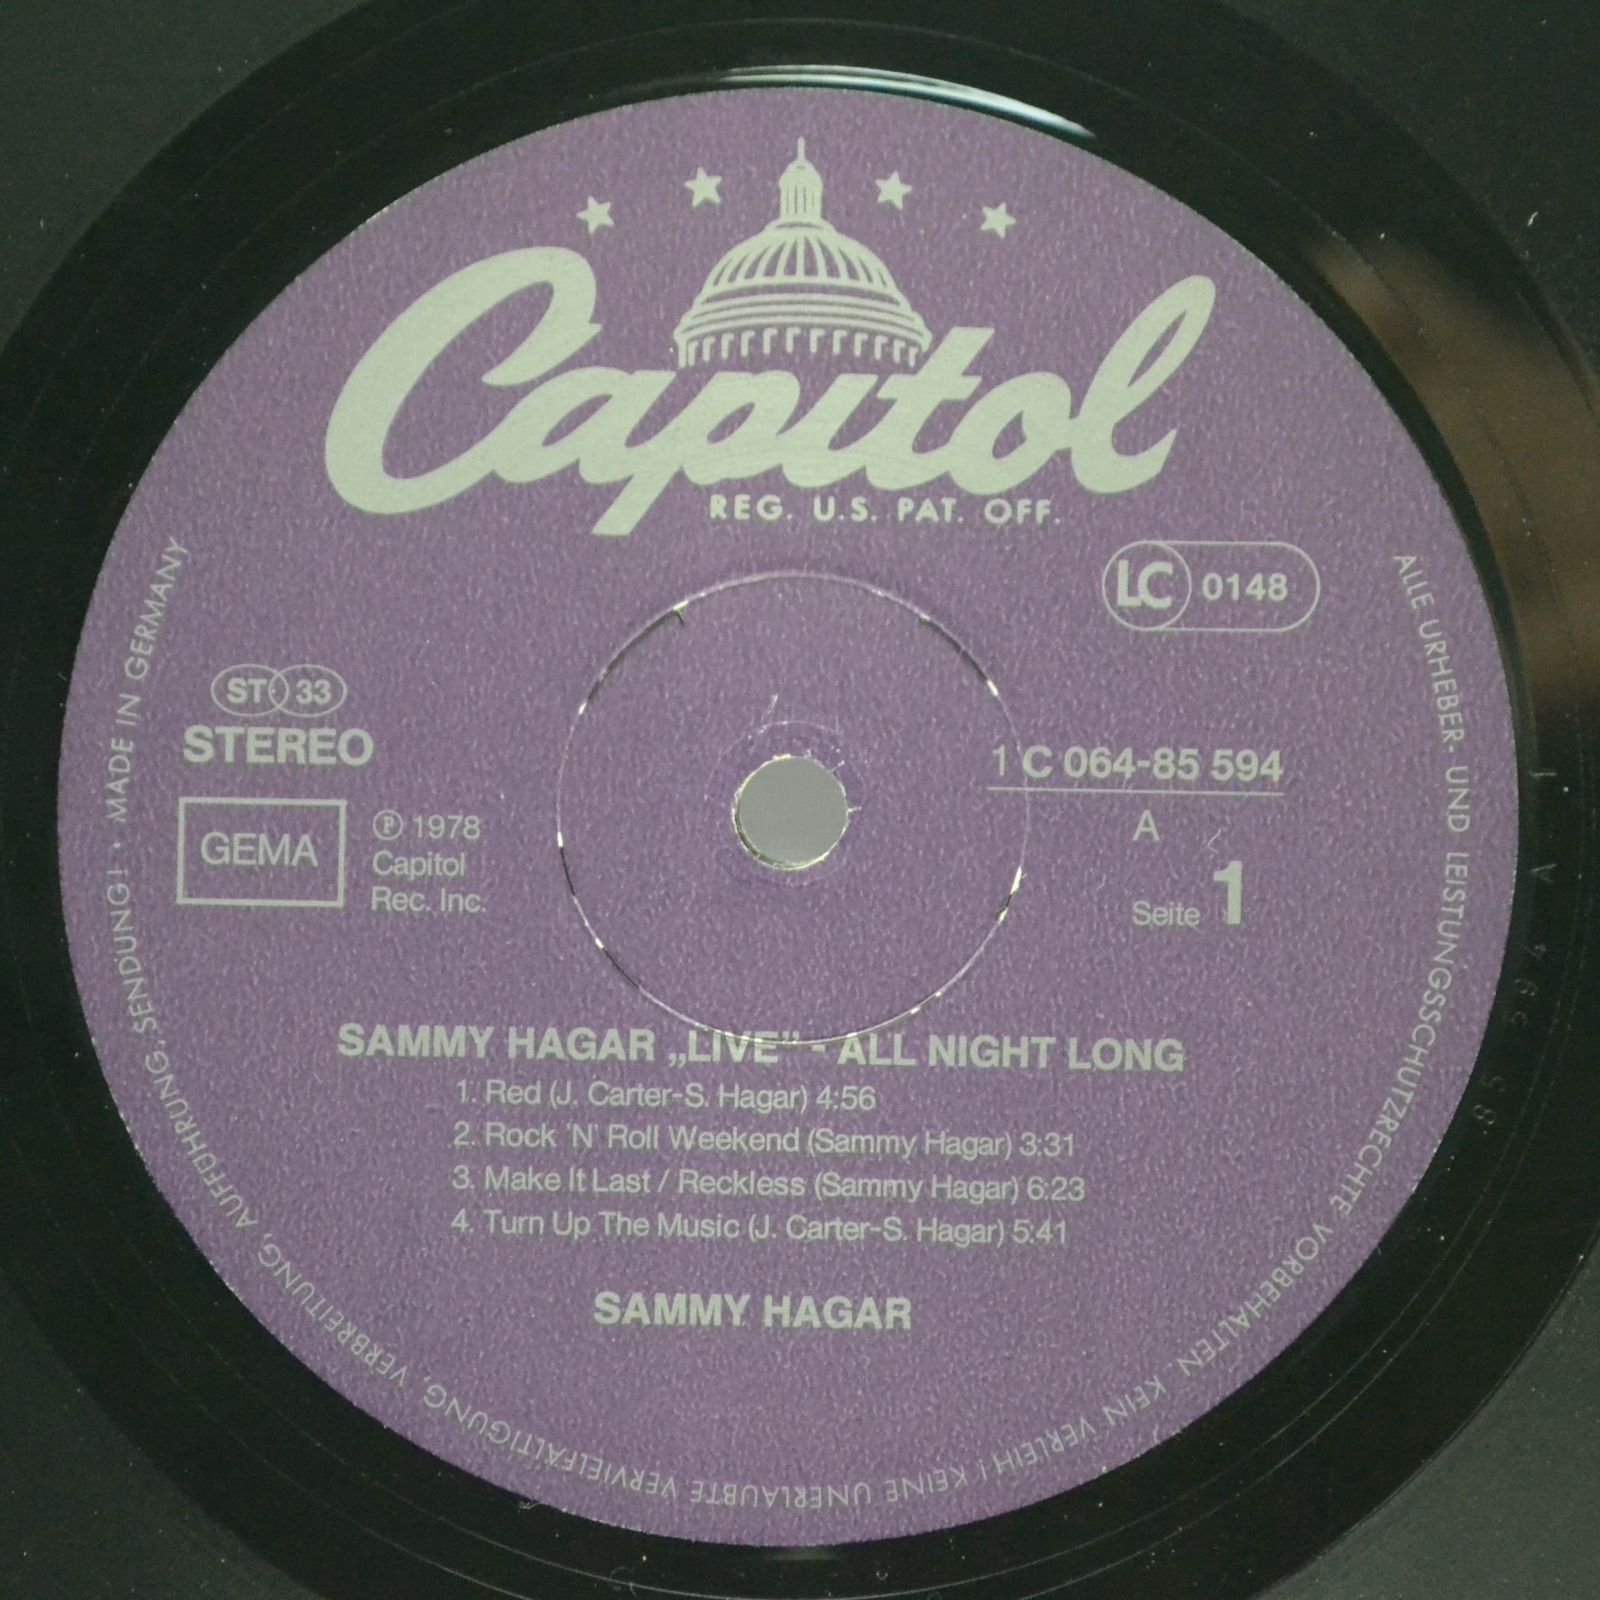 Capitol
REG. U.S. PAT. OFF.
LC 0148
ST 33
STEREO
GEMA
℗ 1978
Capitol
Rec. Inc.
1 C 064-85 594
A
Seite 1
SAMMY HAGAR „LIVE" - ALL NIGHT LONG
1. Red (J. Carter-S. Hagar) 4:56
2. Rock 'N' Roll Weekend (Sammy Hagar) 3:31
3. Make It Last / Reckless (Sammy Hagar) 6:23
4. Turn Up The Music (J. Carter-S. Hagar) 5:41
SAMMY HAGAR
ALLE URHEBER- UND LEISTUNGSSCHUTZRECHTE VORBEHALTEN. KEIN VERLEIH! KEINE UNERLAUBTE VERVIELFÄLTIGUNG, VERBREITUNG, AUFFÜHRUNG, SENDUNG! · MADE IN GERMANY